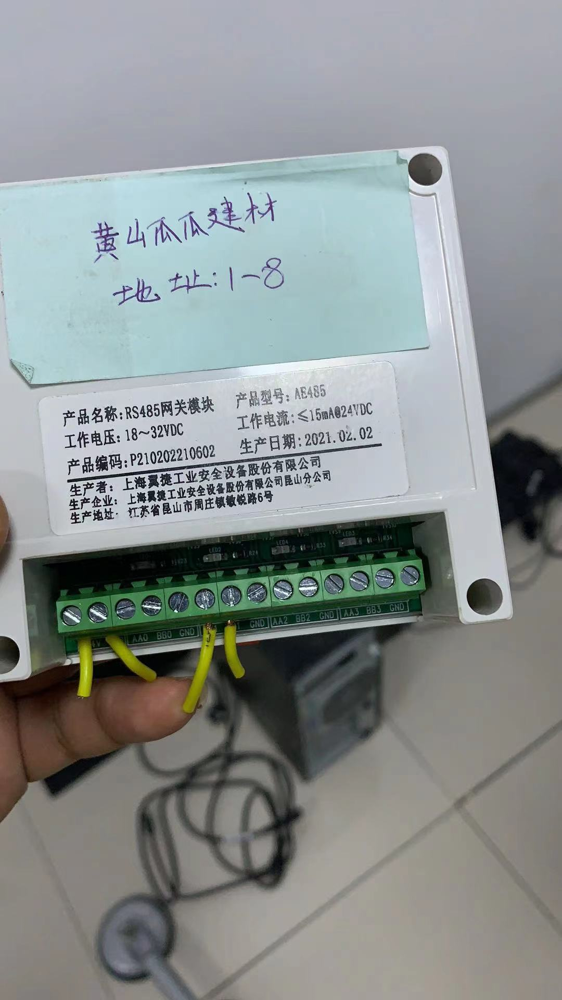 黄山瓜瓜建材
地址:1-8
产品名称:RS485网关模块 产品型号:AE485
工作电压:18~32VDC 工作电流:≤15mA@24VDC
产品编码:P210202210602 生产日期:2021.02.02
生产者: 上海翼捷工业安全设备股份有限公司
生产企业: 上海翼捷工业安全设备股份有限公司昆山分公司
生产地址: 江苏省昆山市周庄镇敏锐路6号
LED2 R24 LED4 R33 LED3 R34
R23
4V AA0 BB0 GND GND AA2 BB2 GND AA3 BB3 GND